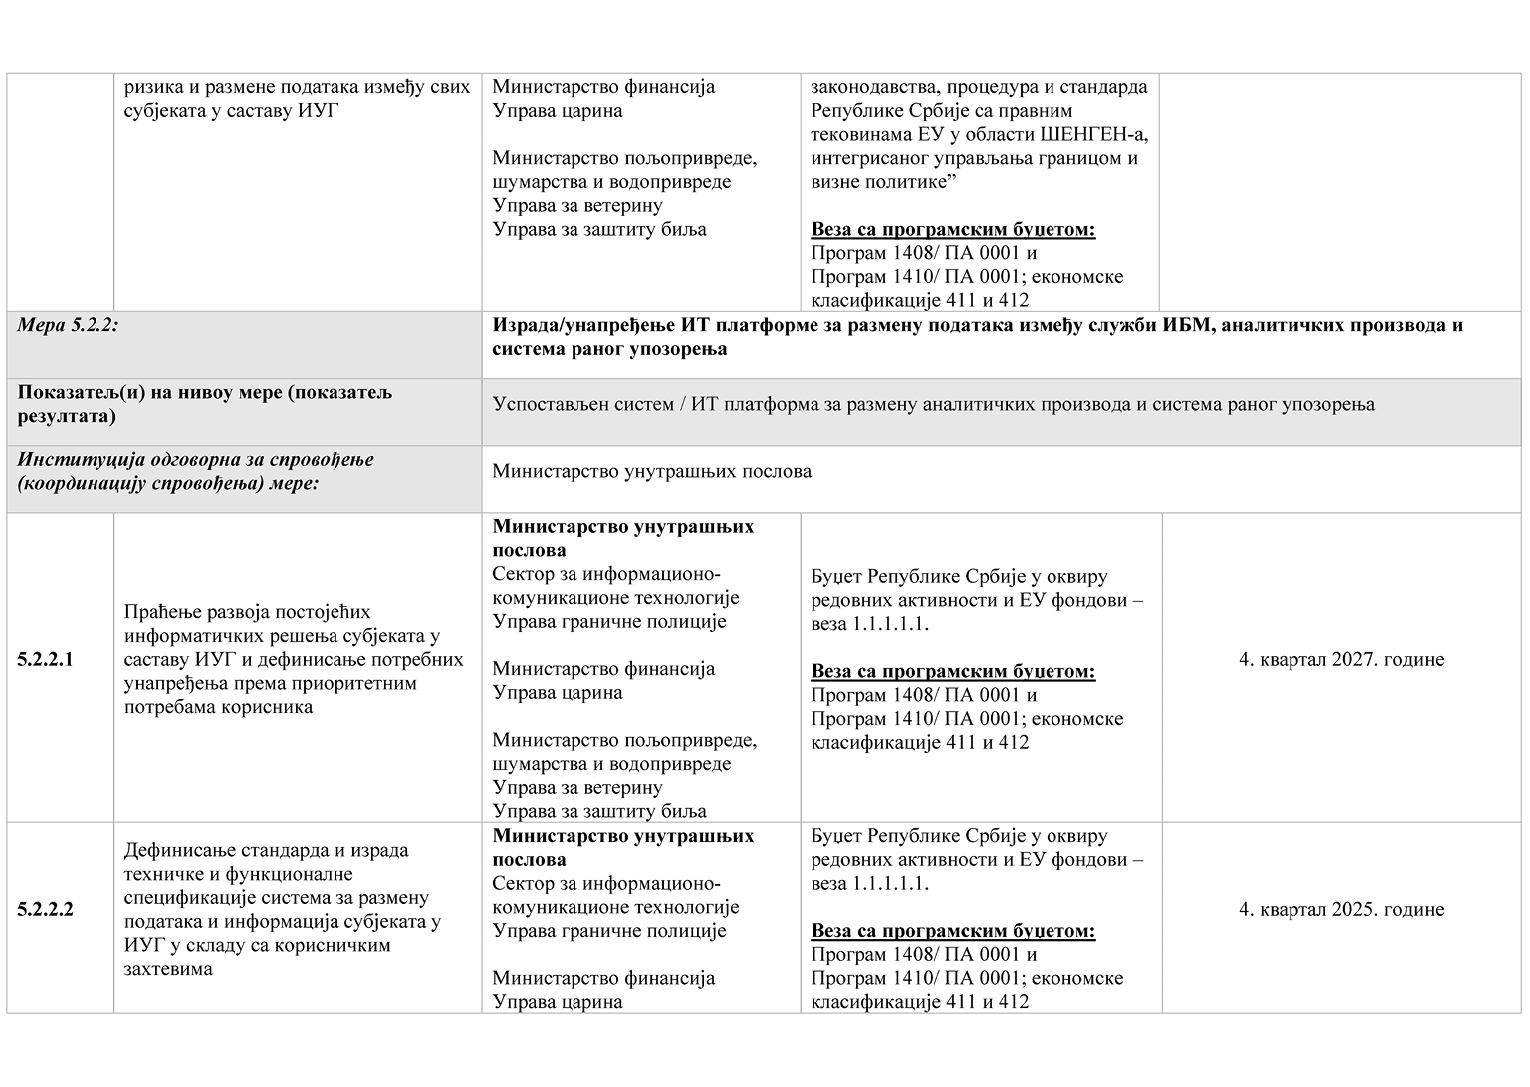 ризика и размене података између свих
субјеката у саставу ИУГ
Министарство финансија
Управа царина
Министарство пољопривреде,
шумарства и водопривреде
Управа за ветерину
Управа за заштиту биља
законодавства, процедура и стандарда
Републике Србије са правним
тековинама ЕУ у области ШЕНГЕН-а,
интегрисаног управљања границом и
визне политике”
Веза са програмским буџетом:
Програм 1408/ ПА 0001 и
Програм 1410/ ПА 0001; економске
класификације 411 и 412
Мера 5.2.2:
Израда/унапређење ИТ платформе за размену података између служби ИБМ, аналитичких производа и
система раног упозорења
Показатељ(и) на нивоу мере (показатељ
резултата)
Успостављен систем / ИТ платформа за размену аналитичких производа и система раног упозорења
Институција одговорна за спровођење
(координацију спровођења) мере:
Министарство унутрашњих послова
5.2.2.1
Праћење развоја постојећих
информатичких решења субјеката у
саставу ИУГ и дефинисање потребних
унапређења према приоритетним
потребама корисника
Министарство унутрашњих
послова
Сектор за информационо-
комуникационе технологије
Управа граничне полиције
Министарство финансија
Управа царина
Министарство пољопривреде,
шумарства и водопривреде
Управа за ветерину
Управа за заштиту биља
Буџет Републике Србије у оквиру
редовних активности и ЕУ фондови –
веза 1.1.1.1.1.
Веза са програмским буџетом:
Програм 1408/ ПА 0001 и
Програм 1410/ ПА 0001; економске
класификације 411 и 412
4. квартал 2027. године
5.2.2.2
Дефинисање стандарда и израда
техничке и функционалне
спецификације система за размену
података и информација субјеката у
ИУГ у складу са корисничким
захтевима
Министарство унутрашњих
послова
Сектор за информационо-
комуникационе технологије
Управа граничне полиције
Министарство финансија
Управа царина
Буџет Републике Србије у оквиру
редовних активности и ЕУ фондови –
веза 1.1.1.1.1.
Веза са програмским буџетом:
Програм 1408/ ПА 0001 и
Програм 1410/ ПА 0001; економске
класификације 411 и 412
4. квартал 2025. године